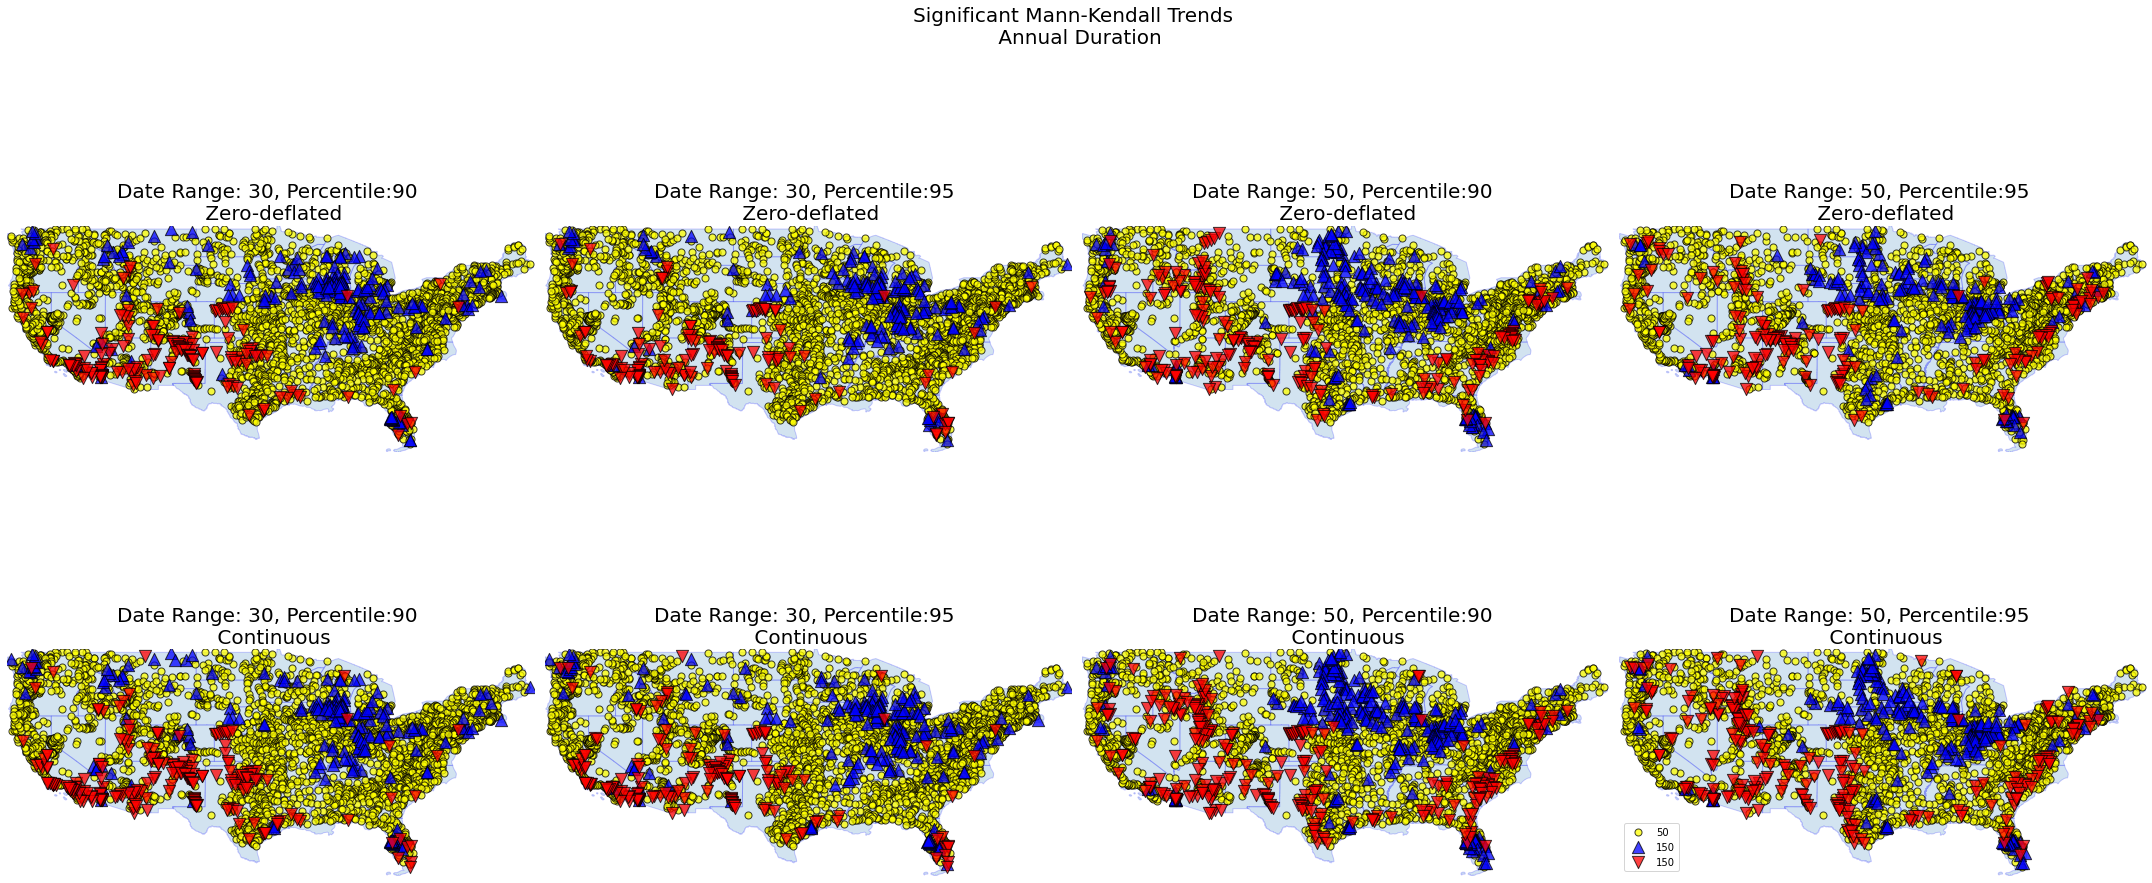 Significant Mann-Kendall Trends
Annual Duration
Date Range: 30, Percentile:90
Zero-deflated
Date Range: 30, Percentile:95
Zero-deflated
Date Range: 50, Percentile:90
Zero-deflated
Date Range: 50, Percentile:95
Zero-deflated
Date Range: 30, Percentile:90
Continuous
Date Range: 30, Percentile:95
Continuous
Date Range: 50, Percentile:90
Continuous
Date Range: 50, Percentile:95
Continuous
50
150
150